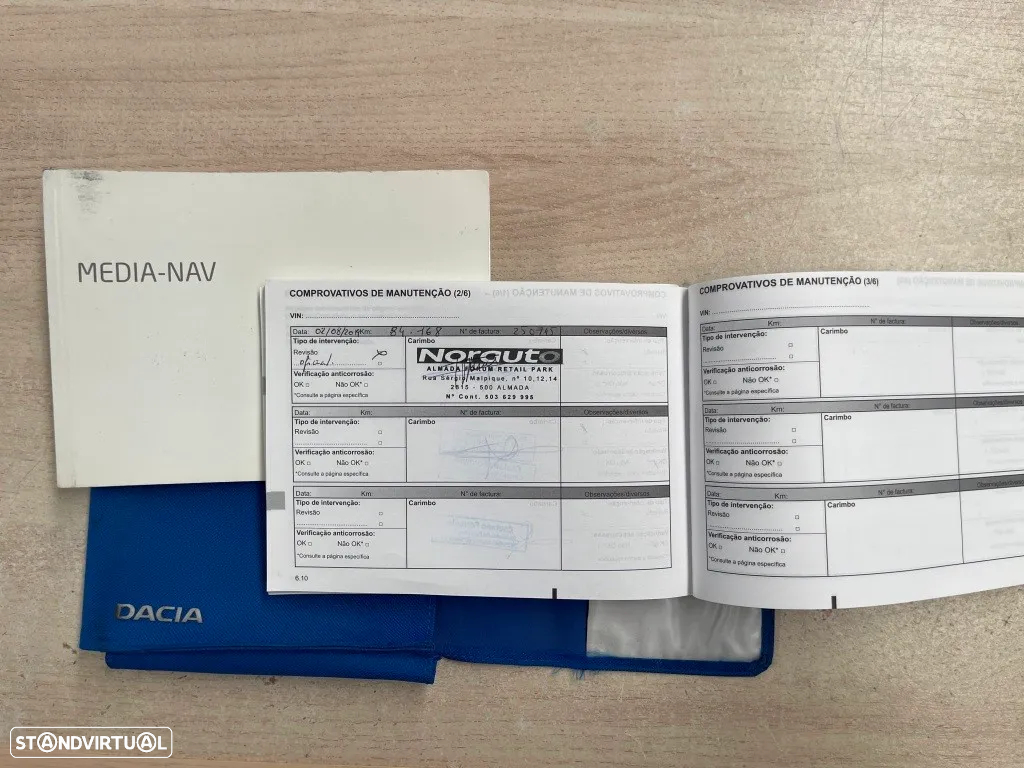 MEDIA-NAV
COMPROVATIVOS DE MANUTENÇÃO (2/6)
VIN:
Data: 02/08/2019 Km: 84.168 Nº de factura: 250945 Observações/diversos
Tipo de intervenção: Carimbo
Revisão
oficial.
Norauto
ALMADA FORUM RETAIL PARK
Rua Sérgio Malpique, nº 10,12,14
2815 - 500 ALMADA
Nº Cont. 503 629 995
Verificação anticorrosão:
OK Não OK*
*Consulte a página específica
Data: Km: Nº de factura: Observações/diversos
Tipo de intervenção: Carimbo
Revisão
Verificação anticorrosão:
OK Não OK*
*Consulte a página específica
Data: Km: Nº de factura: Observações/diversos
Tipo de intervenção: Carimbo
Revisão
Verificação anticorrosão:
OK Não OK*
*Consulte a página específica
6.10
COMPROVATIVOS DE MANUTENÇÃO (3/6)
VIN:
Data: Km: Nº de factura:
Tipo de intervenção: Carimbo
Revisão
Verificação anticorrosão:
OK Não OK*
*Consulte a página específica
Data: Km: Nº de factura:
Tipo de intervenção: Carimbo
Revisão
Verificação anticorrosão:
OK Não OK*
*Consulte a página específica
Data: Km: Nº de factura:
Tipo de intervenção: Carimbo
Revisão
Verificação anticorrosão:
OK Não OK*
*Consulte a página específica
DACIA
STANDVIRTUAL